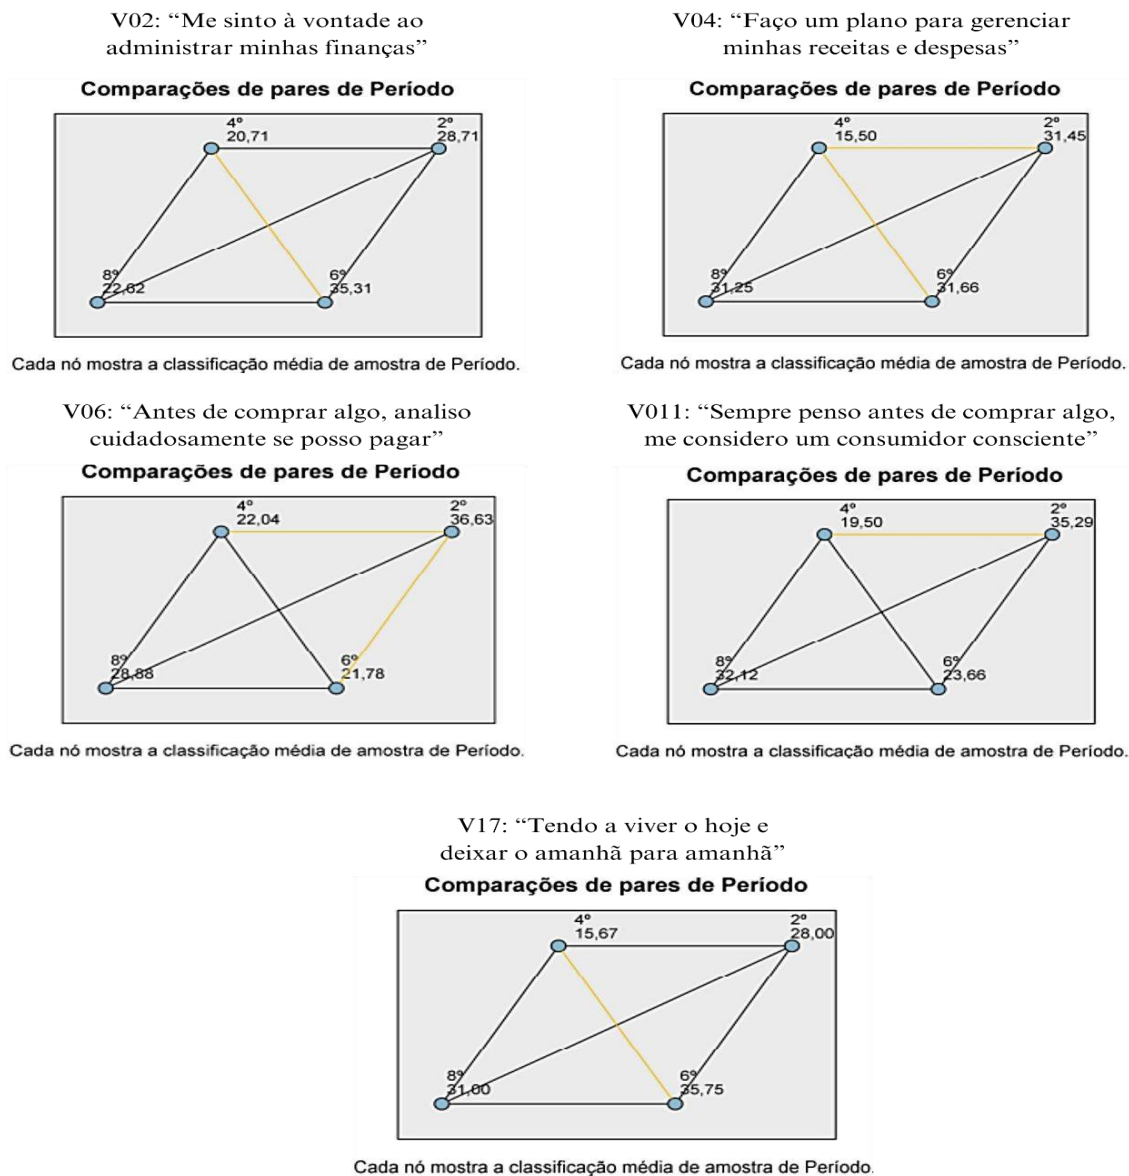 V02: “Me sinto à vontade ao
administrar minhas finanças”
Comparações de pares de Período
4º
20,71
2º
28,71
8º
22,62
6º
35,31
Cada nó mostra a classificação média de amostra de Período.
V04: “Faço um plano para gerenciar
minhas receitas e despesas”
Comparações de pares de Período
4º
15,50
2º
31,45
8º
31,25
6º
31,66
Cada nó mostra a classificação média de amostra de Período.
V06: “Antes de comprar algo, analiso
cuidadosamente se posso pagar”
Comparações de pares de Período
4º
22,04
2º
36,63
8º
28,88
6º
21,78
Cada nó mostra a classificação média de amostra de Período.
V011: “Sempre penso antes de comprar algo,
me considero um consumidor consciente”
Comparações de pares de Período
4º
19,50
2º
35,29
8º
32,12
6º
23,66
Cada nó mostra a classificação média de amostra de Período.
V17: “Tendo a viver o hoje e
deixar o amanhã para amanhã”
Comparações de pares de Período
4º
15,67
2º
28,00
8º
31,00
6º
35,75
Cada nó mostra a classificação média de amostra de Período.